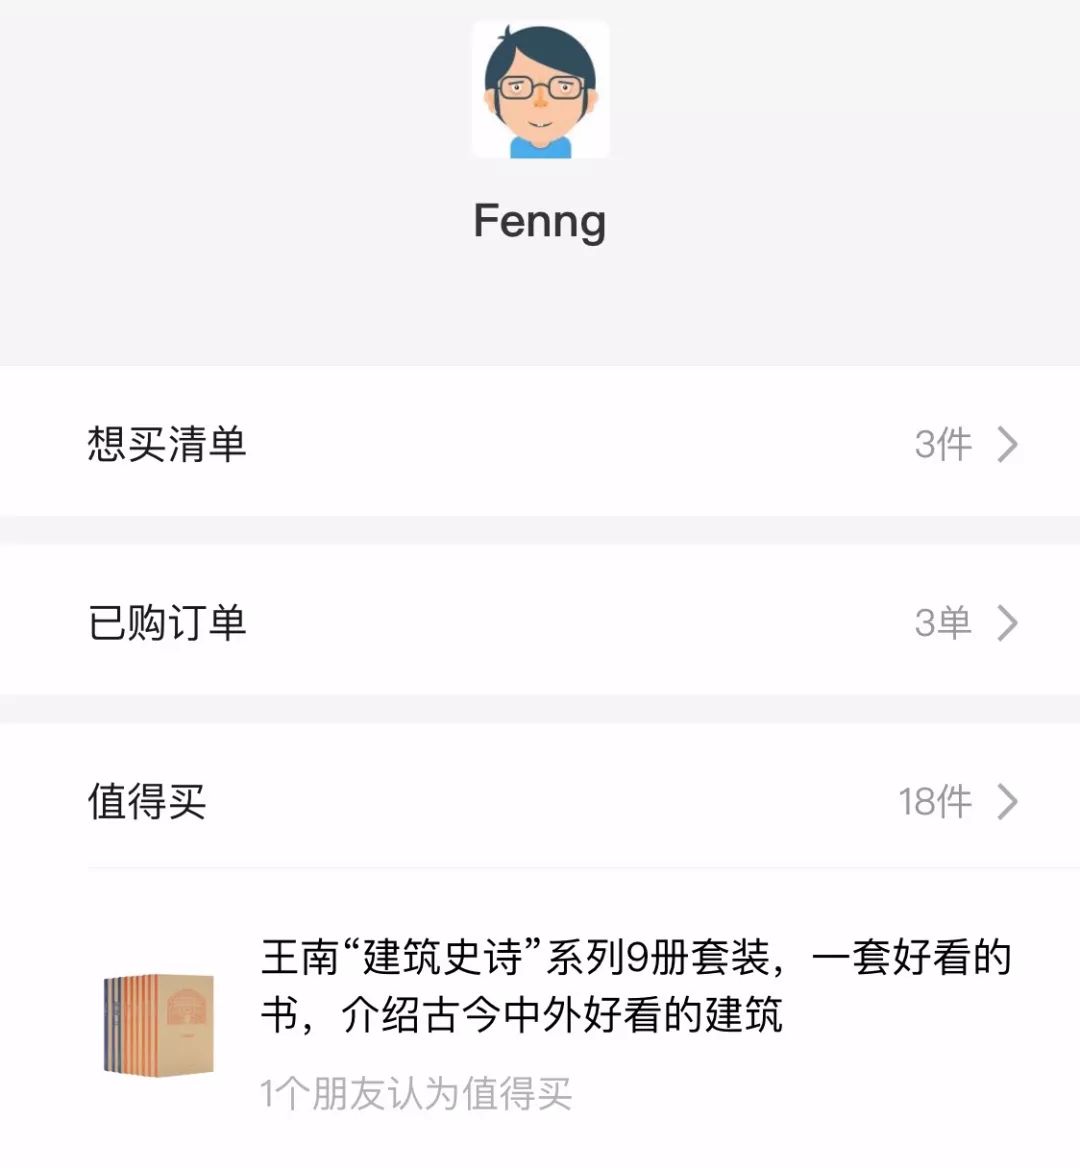 Fenng
想买清单 3件
已购订单 3单
值得买 18件
王南“建筑史诗”系列9册套装，一套好看的
书，介绍古今中外好看的建筑
1个朋友认为值得买